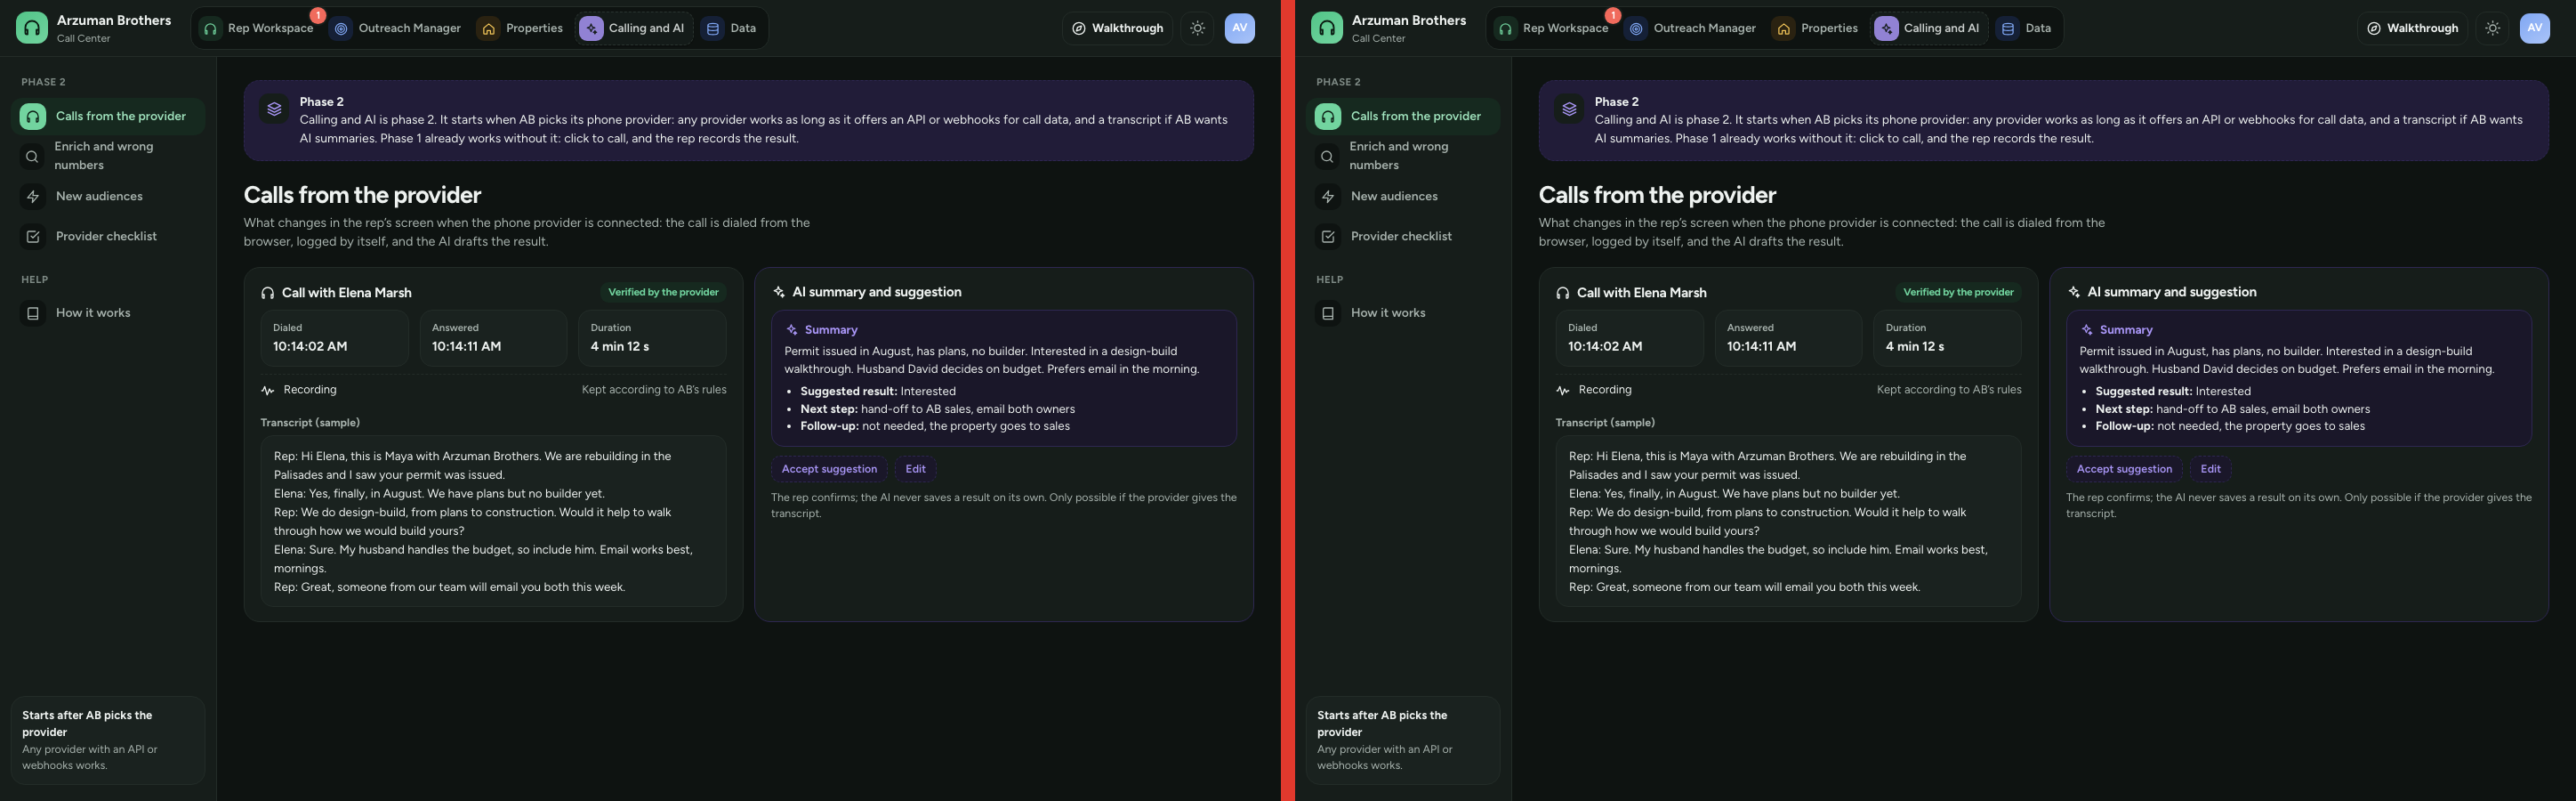 Arzuman Brothers
Call Center
Rep Workspace
1
Outreach Manager
Properties
Calling and AI
Data
Walkthrough
AV
PHASE 2
Calls from the provider
Enrich and wrong
numbers
New audiences
Provider checklist
HELP
How it works
Starts after AB picks the
provider
Any provider with an API or
webhooks works.
Phase 2
Calling and AI is phase 2. It starts when AB picks its phone provider: any provider works as long as it offers an API or webhooks for call data, and a transcript if AB wants
AI summaries. Phase 1 already works without it: click to call, and the rep records the result.
Calls from the provider
What changes in the rep's screen when the phone provider is connected: the call is dialed from the
browser, logged by itself, and the AI drafts the result.
Call with Elena Marsh
Verified by the provider
Dialed
10:14:02 AM
Answered
10:14:11 AM
Duration
4 min 12 s
Recording
Kept according to AB's rules
Transcript (sample)
Rep: Hi Elena, this is Maya with Arzuman Brothers. We are rebuilding in the
Palisades and I saw your permit was issued.
Elena: Yes, finally, in August. We have plans but no builder yet.
Rep: We do design-build, from plans to construction. Would it help to walk
through how we would build yours?
Elena: Sure. My husband handles the budget, so include him. Email works best,
mornings.
Rep: Great, someone from our team will email you both this week.
AI summary and suggestion
Summary
Permit issued in August, has plans, no builder. Interested in a design-build
walkthrough. Husband David decides on budget. Prefers email in the morning.
• Suggested result: Interested
• Next step: hand-off to AB sales, email both owners
• Follow-up: not needed, the property goes to sales
Accept suggestion
Edit
The rep confirms; the AI never saves a result on its own. Only possible if the provider gives the
transcript.
Arzuman Brothers
Call Center
Rep Workspace
1
Outreach Manager
Properties
Calling and AI
Data
Walkthrough
AV
PHASE 2
Calls from the provider
Enrich and wrong
numbers
New audiences
Provider checklist
HELP
How it works
Starts after AB picks the
provider
Any provider with an API or
webhooks works.
Phase 2
Calling and AI is phase 2. It starts when AB picks its phone provider: any provider works as long as it offers an API or webhooks for call data, and a transcript if AB wants
AI summaries. Phase 1 already works without it: click to call, and the rep records the result.
Calls from the provider
What changes in the rep's screen when the phone provider is connected: the call is dialed from the
browser, logged by itself, and the AI drafts the result.
Call with Elena Marsh
Verified by the provider
Dialed
10:14:02 AM
Answered
10:14:11 AM
Duration
4 min 12 s
Recording
Kept according to AB's rules
Transcript (sample)
Rep: Hi Elena, this is Maya with Arzuman Brothers. We are rebuilding in the
Palisades and I saw your permit was issued.
Elena: Yes, finally, in August. We have plans but no builder yet.
Rep: We do design-build, from plans to construction. Would it help to walk
through how we would build yours?
Elena: Sure. My husband handles the budget, so include him. Email works best,
mornings.
Rep: Great, someone from our team will email you both this week.
AI summary and suggestion
Summary
Permit issued in August, has plans, no builder. Interested in a design-build
walkthrough. Husband David decides on budget. Prefers email in the morning.
• Suggested result: Interested
• Next step: hand-off to AB sales, email both owners
• Follow-up: not needed, the property goes to sales
Accept suggestion
Edit
The rep confirms; the AI never saves a result on its own. Only possible if the provider gives the
transcript.